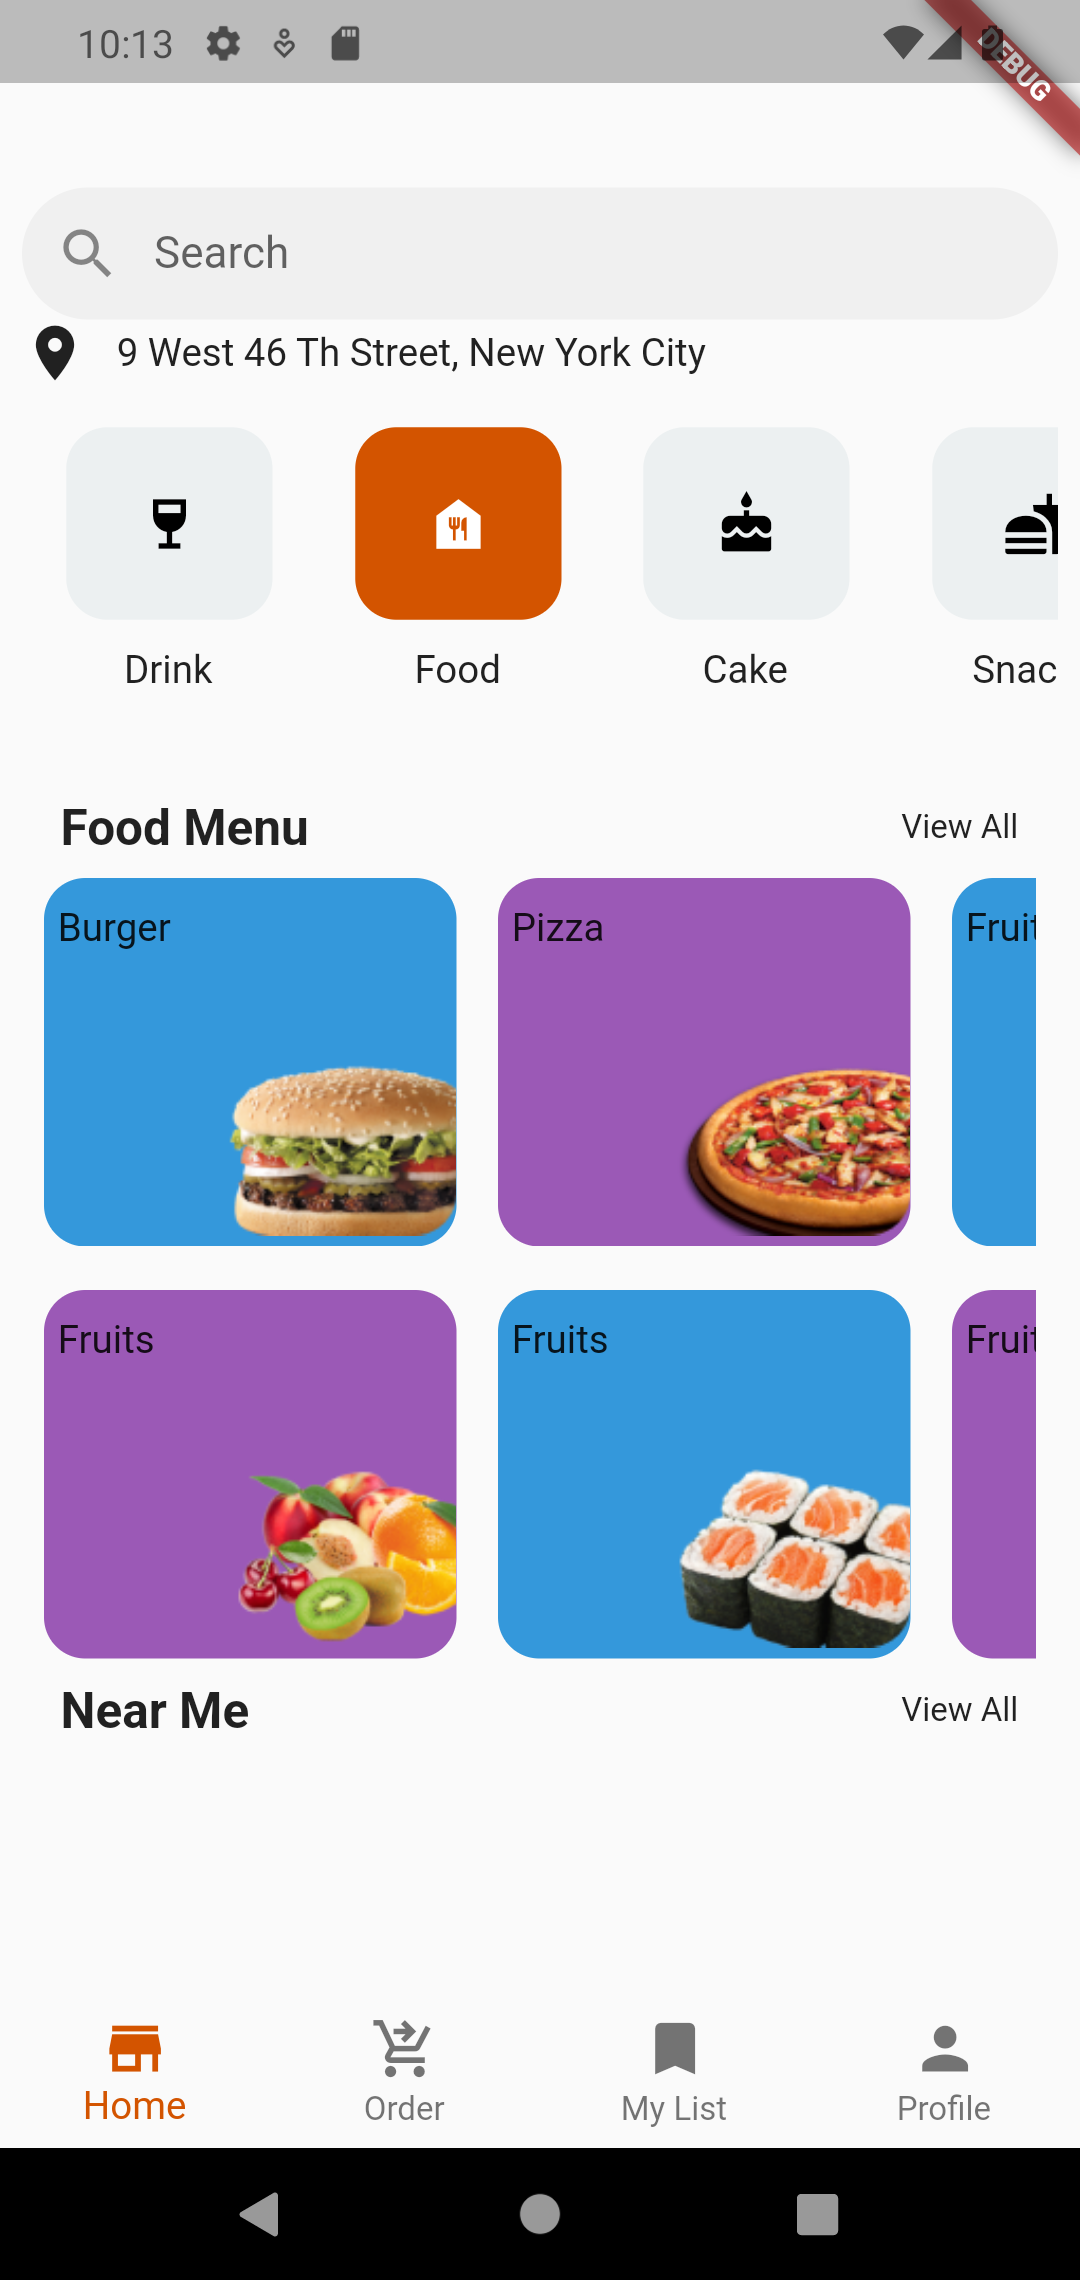 10:13
DEBUG
Search
9 West 46 Th Street, New York City
Drink Food Cake Snac
Food Menu View All
Burger Pizza Fruit
Fruits Fruits Fruit
Near Me View All
Home Order My List Profile